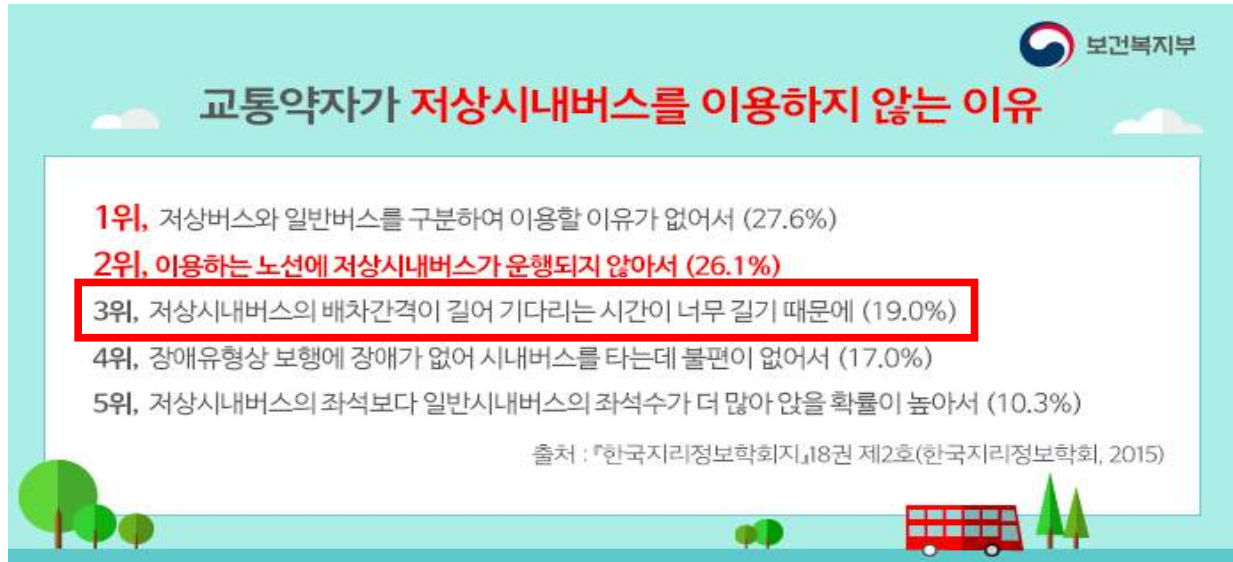 보건복지부
교통약자가 저상시내버스를 이용하지 않는 이유
1위, 저상버스와 일반버스를 구분하여 이용할 이유가 없어서 (27.6%)
2위, 이용하는 노선에 저상시내버스가 운행되지 않아서 (26.1%)
3위, 저상시내버스의 배차간격이 길어 기다리는 시간이 너무 길기 때문에 (19.0%)
4위, 장애유형상 보행에 장애가 없어 시내버스를 타는데 불편이 없어서 (17.0%)
5위, 저상시내버스의 좌석보다 일반시내버스의 좌석수가 더 많아 앉을 확률이 높아서 (10.3%)
출처 : 『한국지리정보학회지』18권 제2호(한국지리정보학회, 2015)